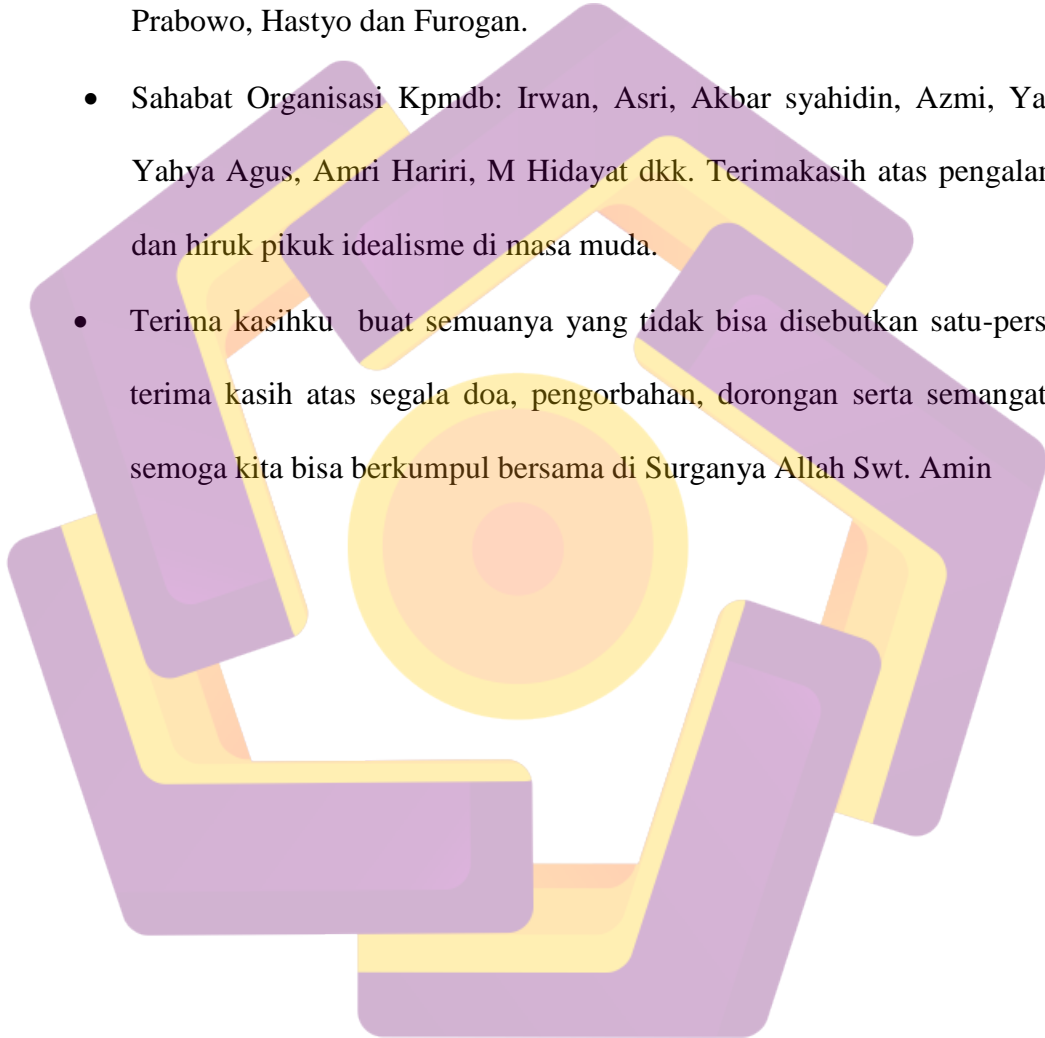 Prabowo, Hastyo dan Furogan.
• Sahabat Organisasi Kpmdb: Irwan, Asri, Akbar syahidin, Azmi,
Yahya Agus, Amri Hariri, M Hidayat dkk. Terimakasih atas
dan hiruk pikuk idealisme di masa muda.
• Terima kasihku buat semuanya yang tidak bisa disebutkan
terima kasih atas segala doa, pengorbahan, dorongan serta semangat
semoga kita bisa berkumpul bersama di Surganya Allah Swt. Amin